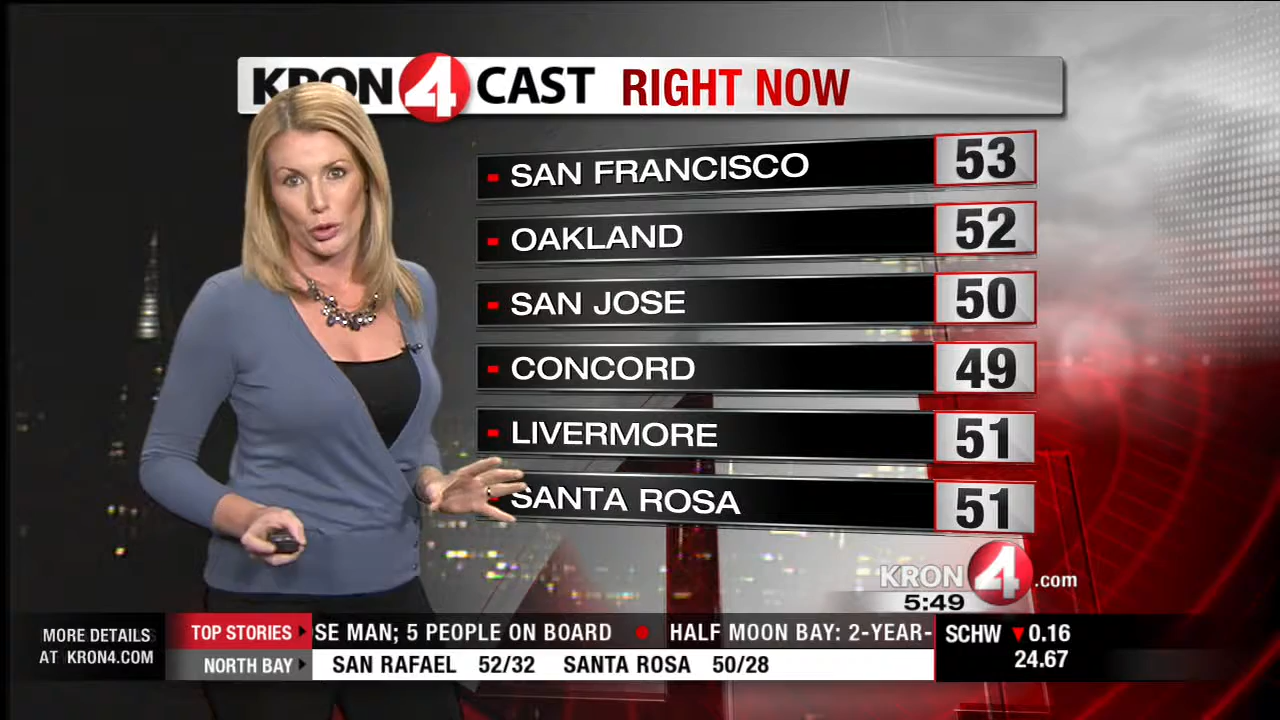 KRON 4 CAST RIGHT NOW
SAN FRANCISCO 53
OAKLAND 52
SAN JOSE 50
CONCORD 49
LIVERMORE 51
SANTA ROSA 51
KRON 4 .com
5:49
MORE DETAILS
AT KRON4.COM
TOP STORIES SE MAN; 5 PEOPLE ON BOARD • HALF MOON BAY: 2-YEAR-
NORTH BAY SAN RAFAEL 52/32 SANTA ROSA 50/28
SCHW ▼0.16
24.67